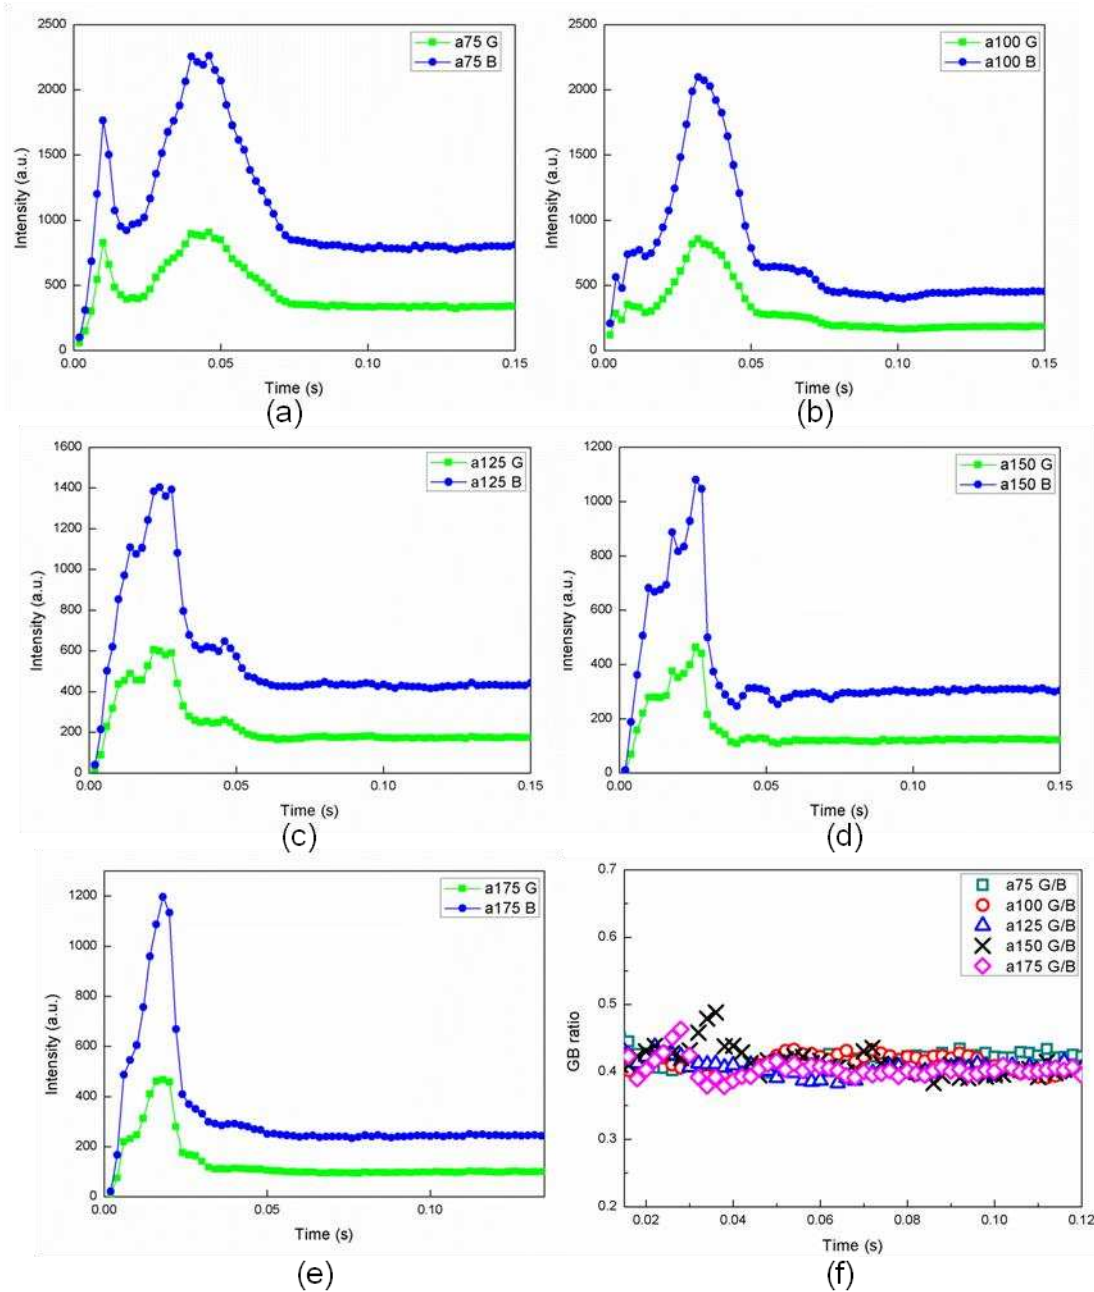 2500
2000
1500
1000
500
0
Intensity (a.u.)
a75 G
a75 B
0.00 0.05 0.10 0.15
Time (s)
(a)
2500
2000
1500
1000
500
0
Intensity (a.u.)
a100 G
a100 B
0.00 0.05 0.10 0.15
Time (s)
(b)
1600
1400
1200
1000
800
600
400
200
0
Intensity (a.u.)
a125 G
a125 B
0.00 0.05 0.10 0.15
Time (s)
(c)
1200
1000
800
600
400
200
0
Intensity (a.u.)
a150 G
a150 B
0.00 0.05 0.10 0.15
Time (s)
(d)
1200
1000
800
600
400
200
0
Intensity (a.u.)
a175 G
a175 B
0.00 0.05 0.10
Time (s)
(e)
0.7
0.6
0.5
0.4
0.3
0.2
GB ratio
a75 G/B
a100 G/B
a125 G/B
a150 G/B
a175 G/B
0.02 0.04 0.06 0.08 0.10 0.12
Time (s)
(f)